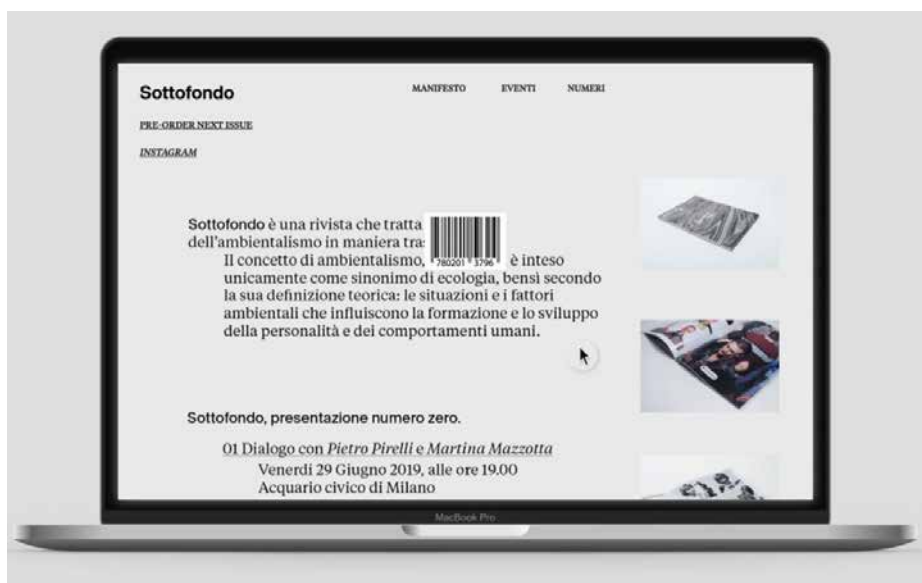 Sottofondo
MANIFESTO EVENTI NUMERI
PRE-ORDER NEXT ISSUE
INSTAGRAM
Sottofondo è una rivista che tratta
dell'ambientalismo in maniera tra
Il concetto di ambientalismo, è inteso
unicamente come sinonimo di ecologia, bensì secondo
la sua definizione teorica: le situazioni e i fattori
ambientali che influiscono la formazione e lo sviluppo
della personalità e dei comportamenti umani.
780201 3796
Sottofondo, presentazione numero zero.
01 Dialogo con Pietro Pirelli e Martina Mazzotta
Venerdì 29 Giugno 2019, alle ore 19.00
Acquario civico di Milano
MacBook Pro